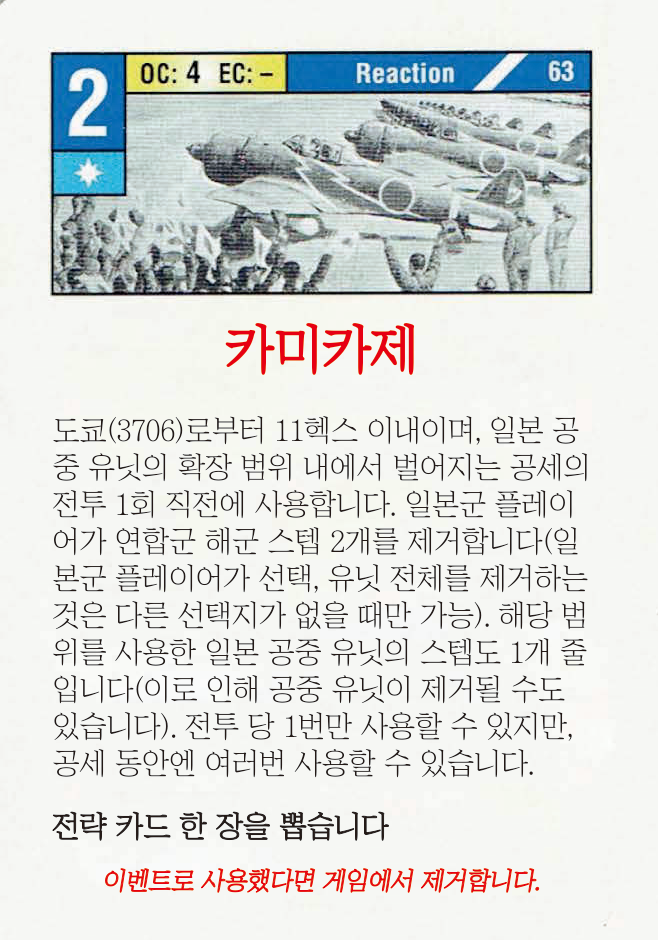 2
OC: 4 EC: –
Reaction
63
카미카제
도쿄(3706)로부터 11헥스 이내이며, 일본 공
중 유닛의 확장 범위 내에서 벌어지는 공세의
전투 1회 직전에 사용합니다. 일본군 플레이
어가 연합군 해군 스텝 2개를 제거합니다(일
본군 플레이어가 선택, 유닛 전체를 제거하는
것은 다른 선택지가 없을 때만 가능). 해당 범
위를 사용한 일본 공중 유닛의 스텝도 1개 줄
입니다(이로 인해 공중 유닛이 제거될 수도
있습니다). 전투 당 1번만 사용할 수 있지만,
공세 동안엔 여러번 사용할 수 있습니다.
전략 카드 한 장을 뽑습니다
이벤트로 사용했다면 게임에서 제거합니다.